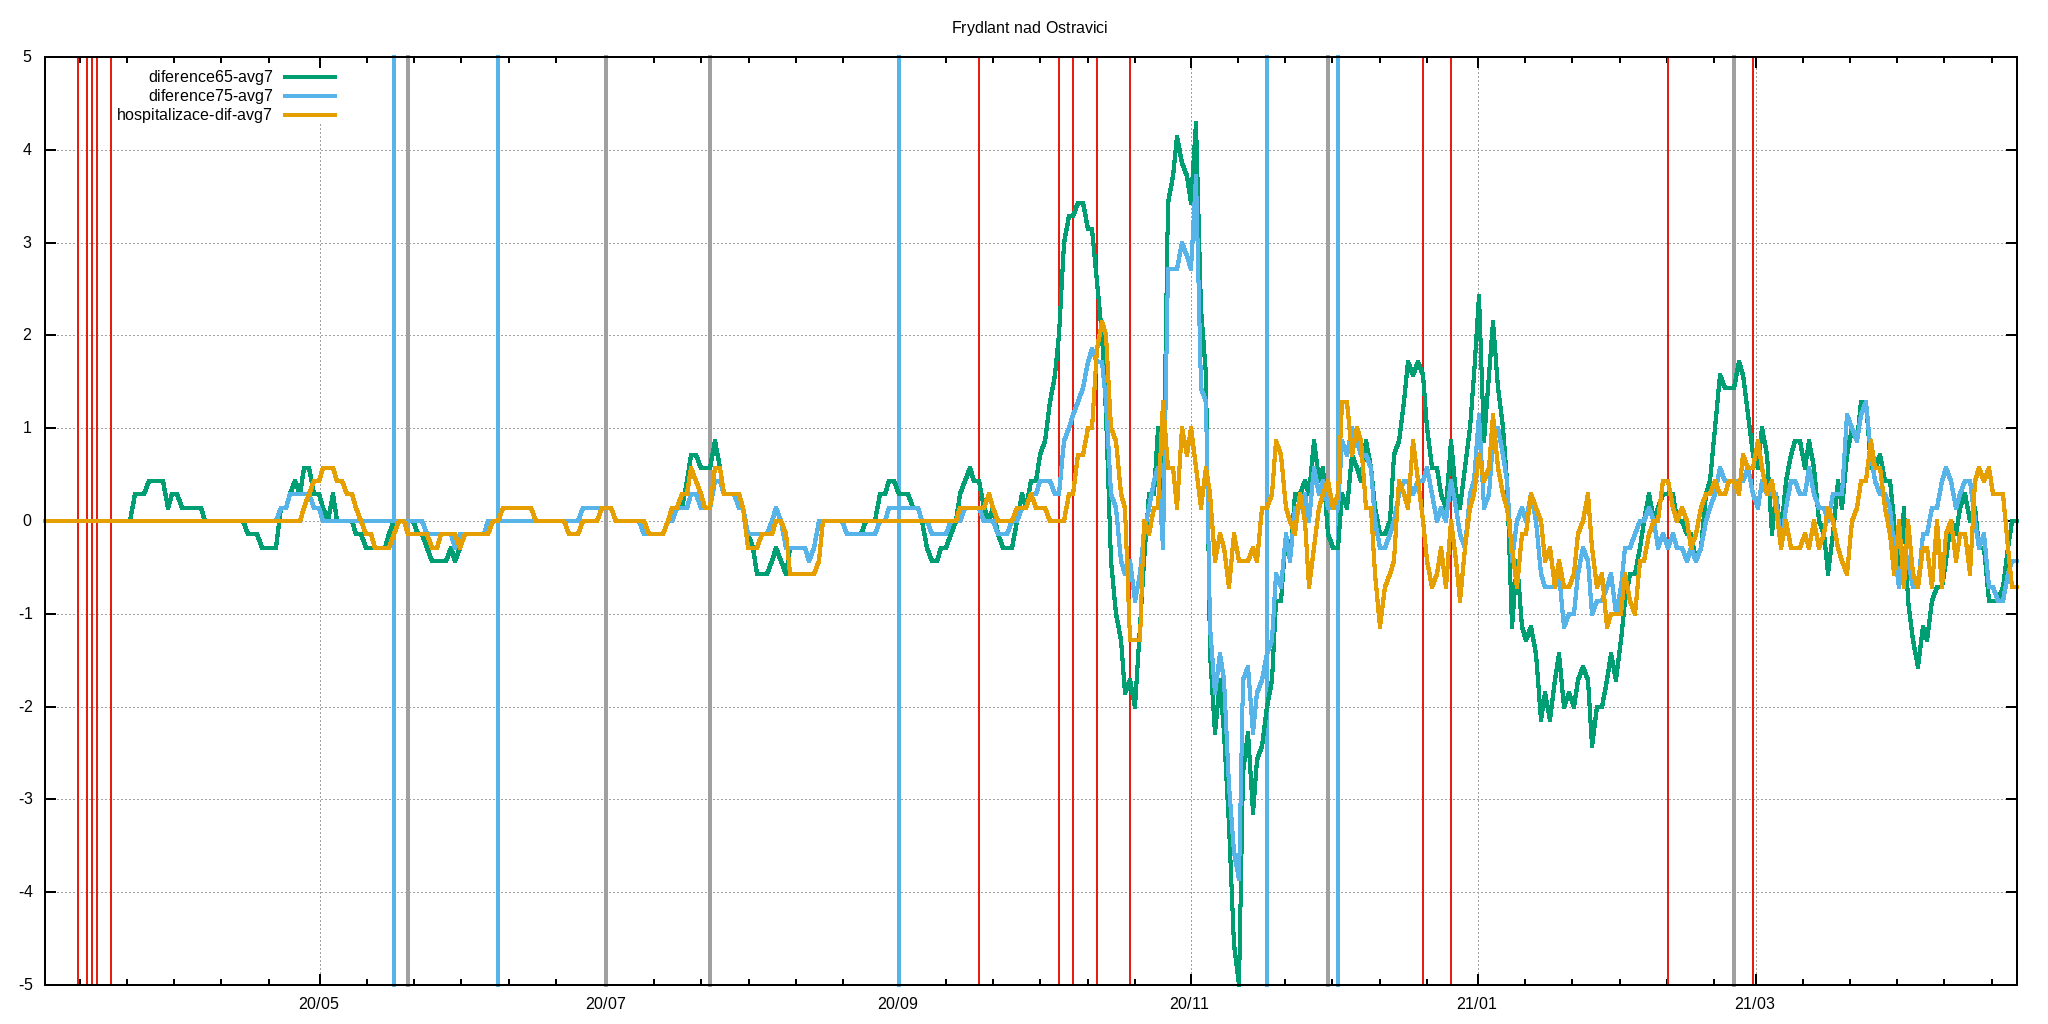 Frydlant nad Ostravici
5
diference65-avg7
diference75-avg7
hospitalizace-dif-avg7
4
3
2
1
0
-1
-2
-3
-4
-5
20/05 20/07 20/09 20/11 21/01 21/03